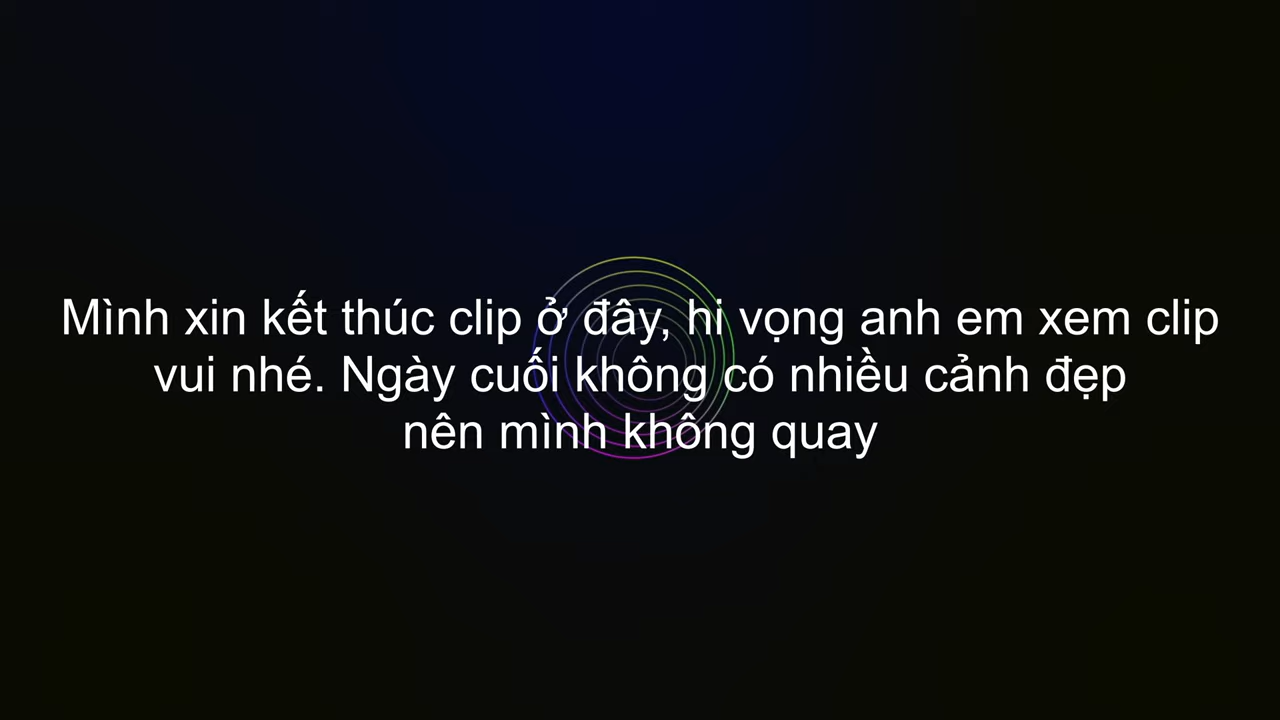 Mình xin kết thúc clip ở đây, hi vọng anh em xem clip
vui nhé. Ngày cuối không có nhiều cảnh đẹp
nên mình không quay